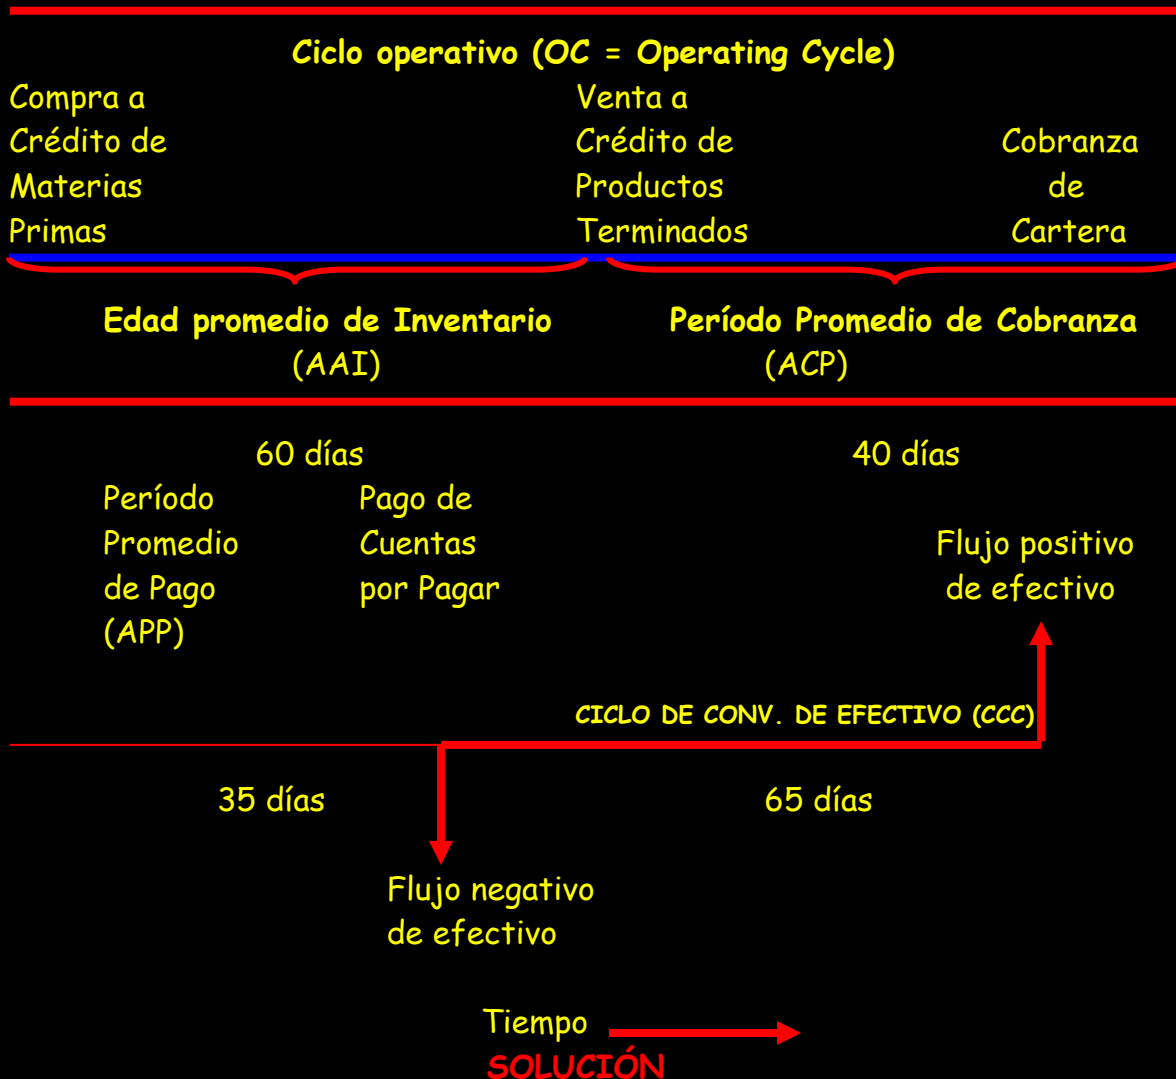 Ciclo operativo (OC = Operating Cycle)
Compra a
Crédito de
Materias
Primas
Venta a
Crédito de
Productos
Terminados
Cobranza
de
Cartera
Edad promedio de Inventario
(AAI)
Período Promedio de Cobranza
(ACP)
60 días
40 días
Período
Promedio
de Pago
(APP)
Pago de
Cuentas
por Pagar
Flujo positivo
de efectivo
CICLO DE CONV. DE EFECTIVO (CCC)
35 días
65 días
Flujo negativo
de efectivo
Tiempo
SOLUCIÓN